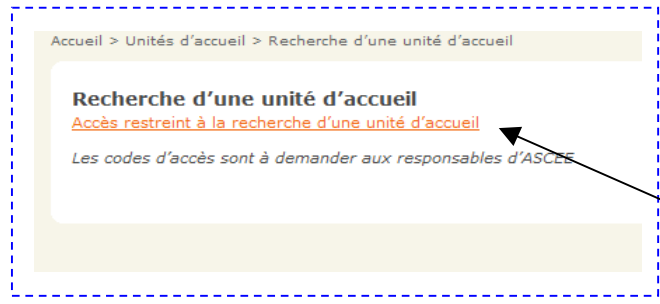 Accueil > Unités d'accueil > Recherche d'une unité d'accueil
Recherche d'une unité d'accueil
Accès restreint à la recherche d'une unité d'accueil
Les codes d'accès sont à demander aux responsables d'ASCEE